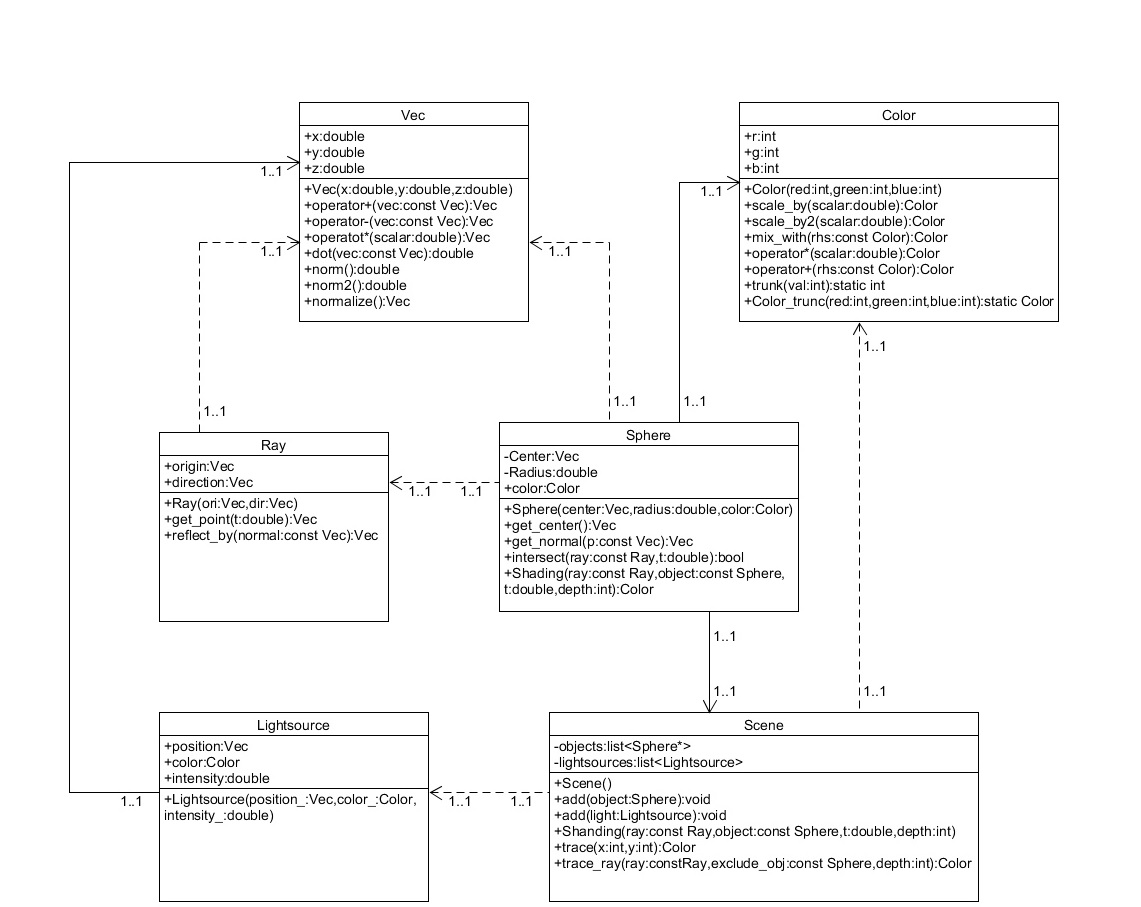 Vec
+x:double
+y:double
+z:double
+Vec(x:double,y:double,z:double)
+operator+(vec:const Vec):Vec
+operator-(vec:const Vec):Vec
+operatot*(scalar:double):Vec
+dot(vec:const Vec):double
+norm():double
+norm2():double
+normalize():Vec
Color
+r:int
+g:int
+b:int
+Color(red:int,green:int,blue:int)
+scale_by(scalar:double):Color
+scale_by2(scalar:double):Color
+mix_with(rhs:const Color):Color
+operator*(scalar:double):Color
+operator+(rhs:const Color):Color
+trunk(val:int):static int
+Color_trunc(red:int,green:int,blue:int):static Color
1..1
1..1
1..1
1..1
1..1
1..1
1..1
1..1
Ray
+origin:Vec
+direction:Vec
+Ray(ori:Vec,dir:Vec)
+get_point(t:double):Vec
+reflect_by(normal:const Vec):Vec
1..1
1..1
Sphere
-Center:Vec
-Radius:double
+color:Color
+Sphere(center:Vec,radius:double,color:Color)
+get_center():Vec
+get_normal(p:const Vec):Vec
+intersect(ray:const Ray,t:double):bool
+Shading(ray:const Ray,object:const Sphere,
t:double,depth:int):Color
1..1
1..1
1..1
Lightsource
+position:Vec
+color:Color
+intensity:double
+Lightsource(position_:Vec,color_:Color,
intensity_:double)
1..1
1..1
1..1
Scene
-objects:list<Sphere*>
-lightsources:list<Lightsource>
+Scene()
+add(object:Sphere):void
+add(light:Lightsource):void
+Shanding(ray:const Ray,object:const Sphere,t:double,depth:int)
+trace(x:int,y:int):Color
+trace_ray(ray:constRay,exclude_obj:const Sphere,depth:int):Color